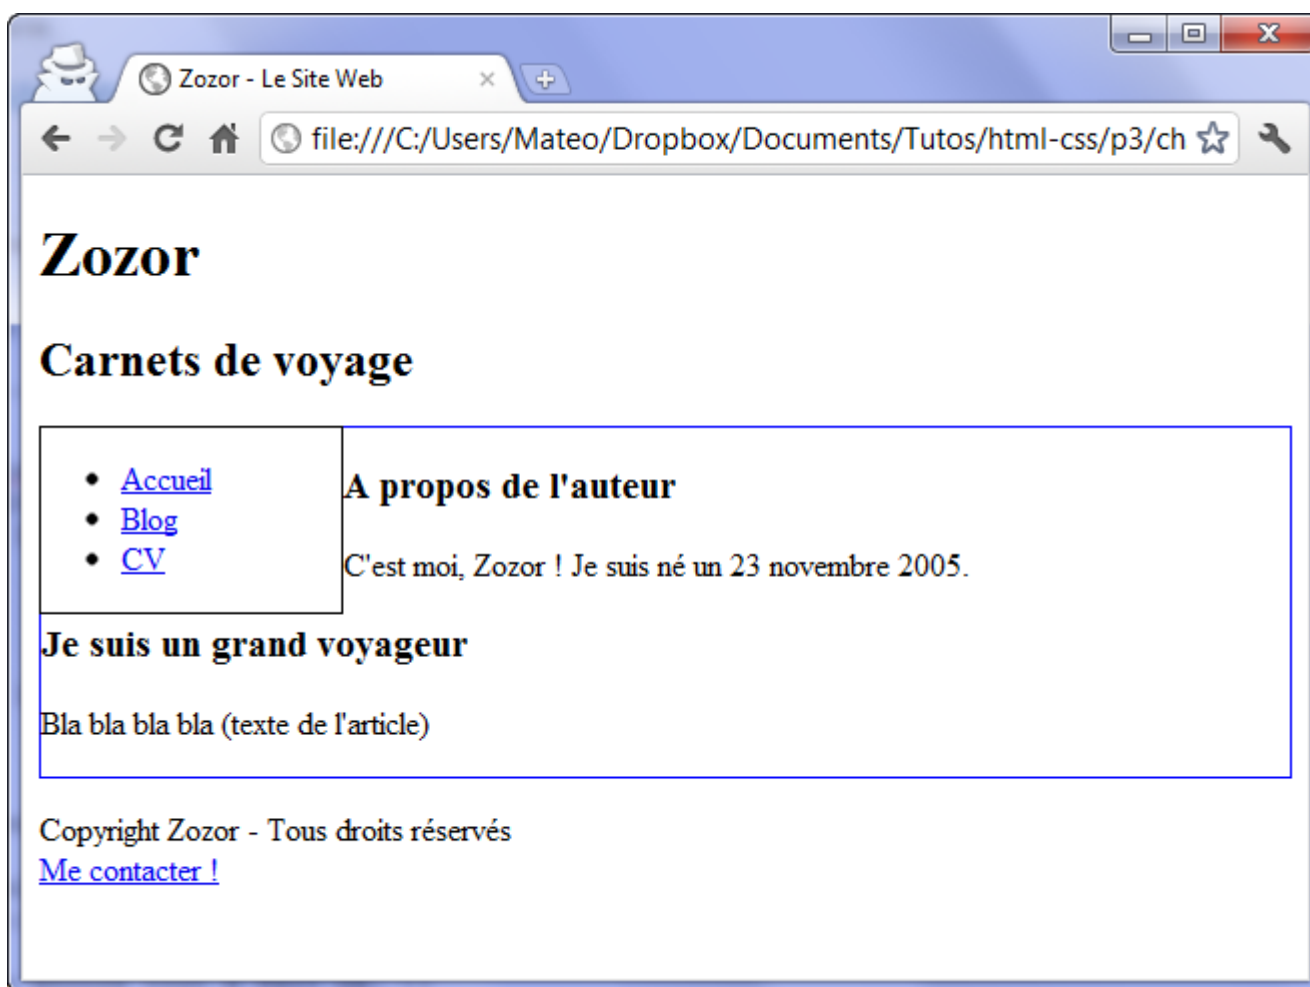 Zozor - Le Site Web
file:///C:/Users/Mateo/Dropbox/Documents/Tutos/html-css/p3/ch
Zozor
Carnets de voyage
Accueil
Blog
CV
A propos de l'auteur
C'est moi, Zozor ! Je suis né un 23 novembre 2005.
Je suis un grand voyageur
Bla bla bla bla (texte de l'article)
Copyright Zozor - Tous droits réservés
Me contacter !